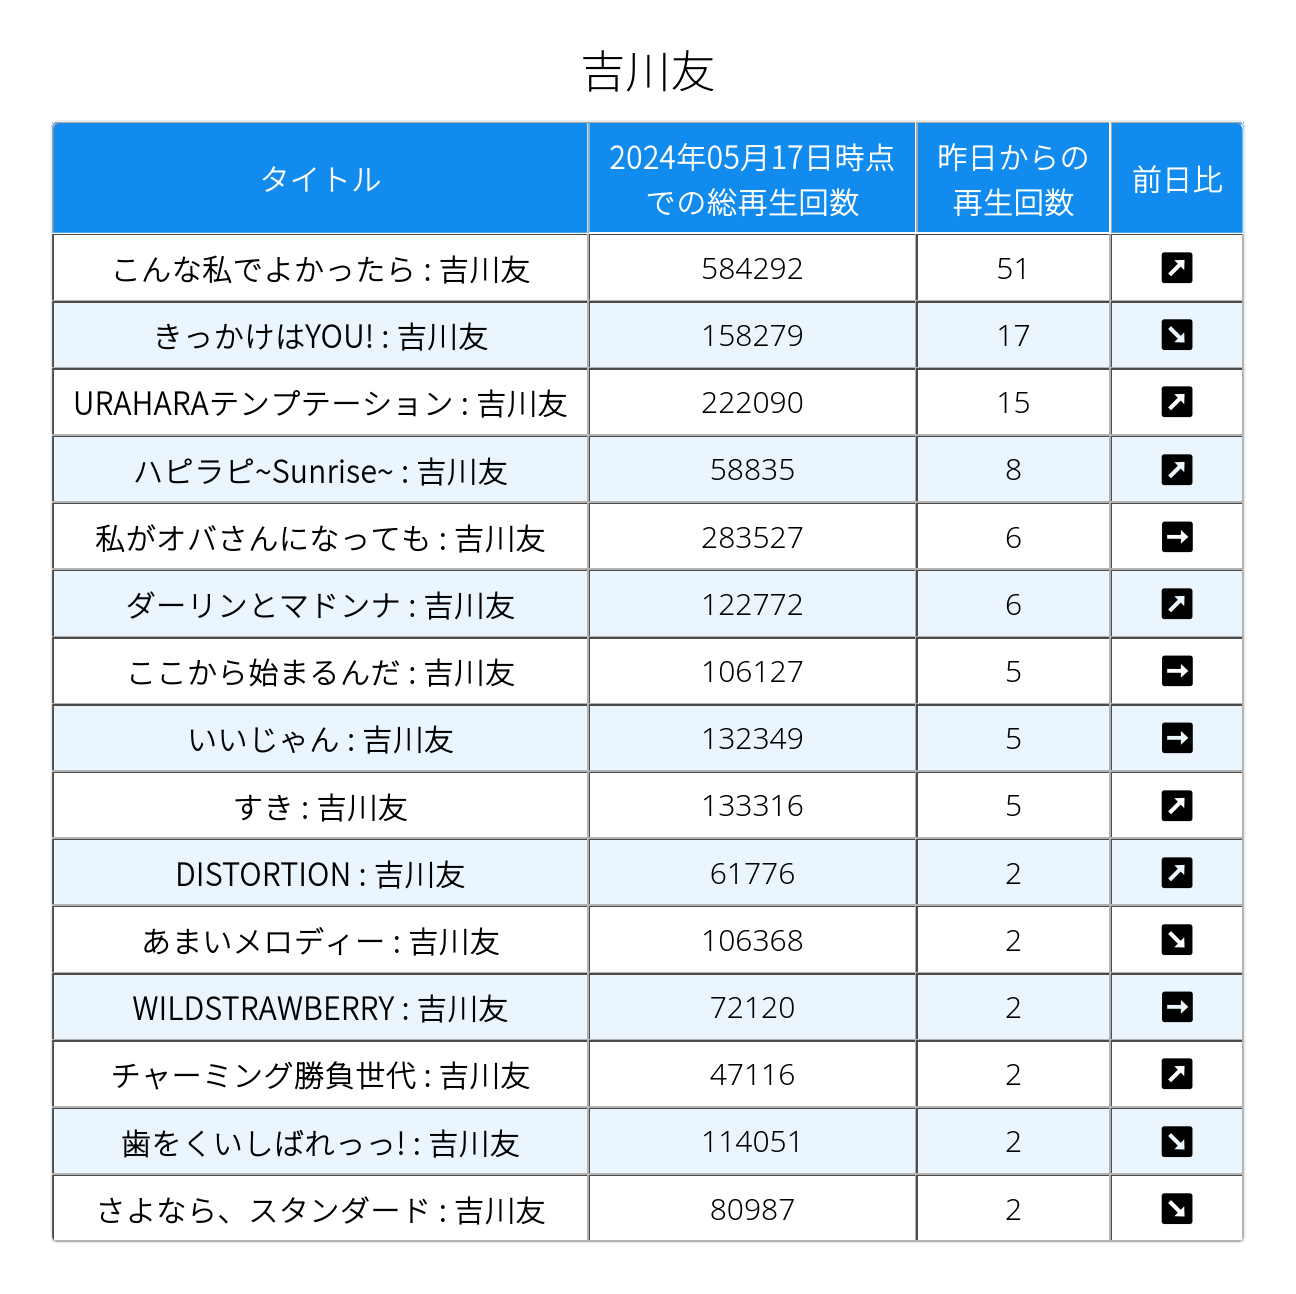 吉川友
タイトル
2024年05月17日時点
での総再生回数
昨日からの
再生回数
前日比
こんな私でよかったら : 吉川友 584292 51 ↗
きっかけはYOU! : 吉川友 158279 17 ↘
URAHARAテンプテーション : 吉川友 222090 15 ↗
ハピラピ~Sunrise~ : 吉川友 58835 8 ↗
私がオバさんになっても : 吉川友 283527 6 →
ダーリンとマドンナ : 吉川友 122772 6 ↗
ここから始まるんだ : 吉川友 106127 5 →
いいじゃん : 吉川友 132349 5 →
すき : 吉川友 133316 5 ↗
DISTORTION : 吉川友 61776 2 ↗
あまいメロディー : 吉川友 106368 2 ↘
WILDSTRAWBERRY : 吉川友 72120 2 →
チャーミング勝負世代 : 吉川友 47116 2 ↗
歯をくいしばれっっ! : 吉川友 114051 2 ↘
さよなら、スタンダード : 吉川友 80987 2 ↘